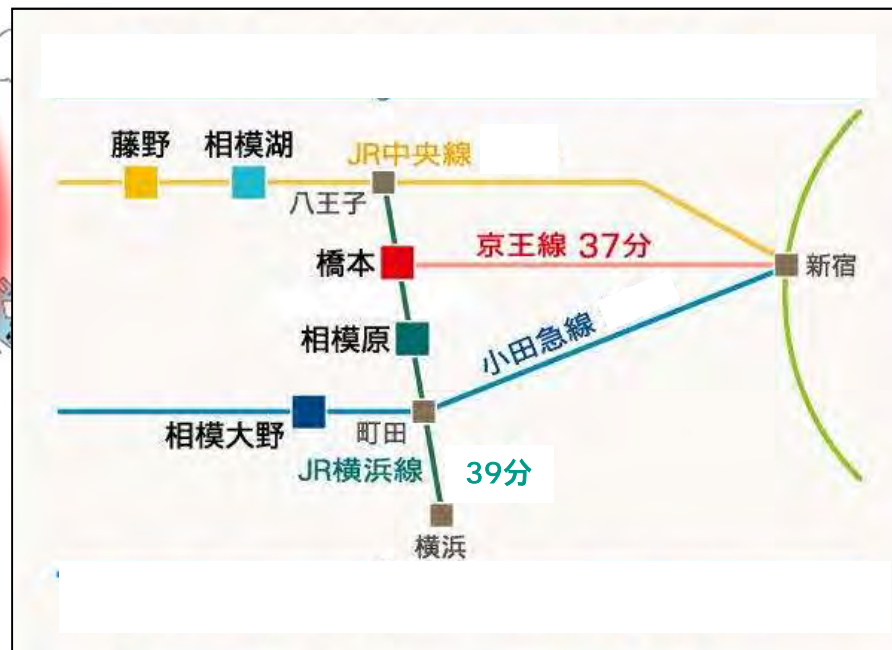 藤野
相模湖
JR中央線
八王子
京王線 37分
橋本
新宿
相模原
小田急線
相模大野
町田
JR横浜線
39分
横浜